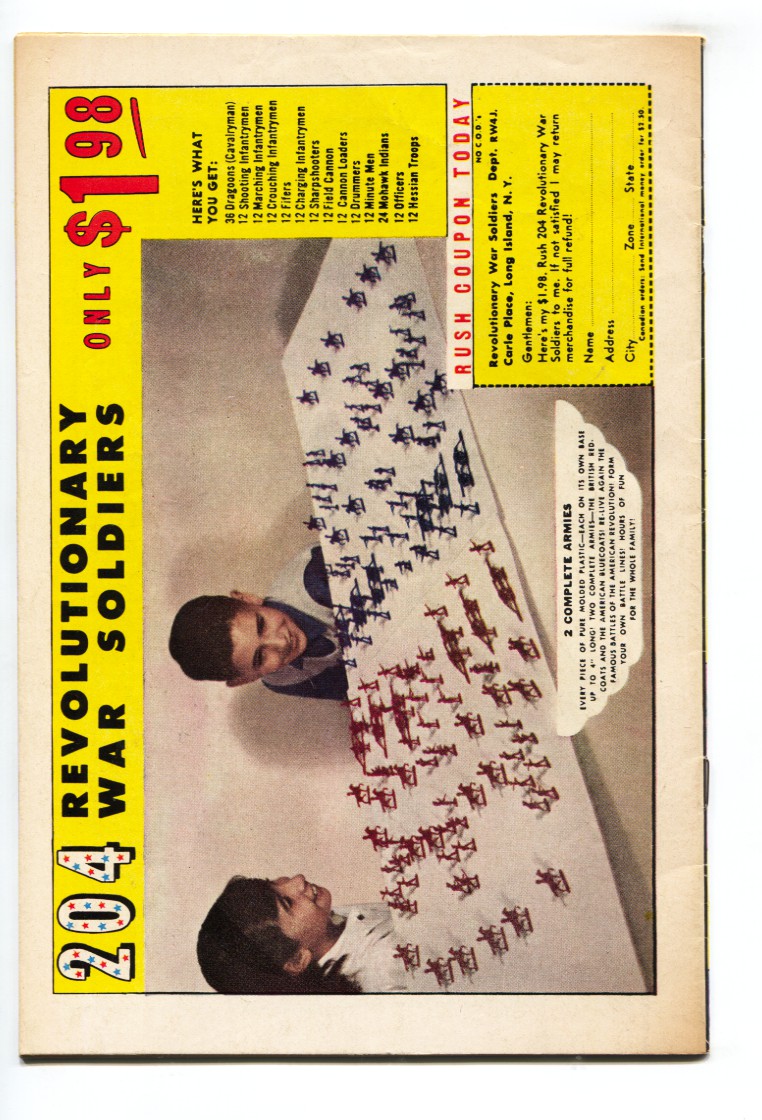 204 REVOLUTIONARY
WAR SOLDIERS
ONLY $1.98
HERE'S WHAT
YOU GET:
36 Dragoons (Cavalryman)
12 Shooting Infantrymen
12 Marching Infantrymen
12 Crouching Infantrymen
12 Fifers
12 Charging Infantrymen
12 Sharpshooters
12 Field Cannon
12 Cannon Loaders
12 Drummers
12 Minute Men
24 Mohawk Indians
12 Officers
12 Hessian Troops
2 COMPLETE ARMIES
EVERY PIECE OF PURE MOLDED PLASTIC—EACH ON ITS OWN BASE
UP TO 4" LONG! TWO COMPLETE ARMIES—THE BRITISH RED-
COATS AND THE AMERICAN BLUECOATS! RE-LIVE AGAIN THE
FAMOUS BATTLES OF THE AMERICAN REVOLUTION! FORM
YOUR OWN BATTLE LINES! HOURS OF FUN
FOR THE WHOLE FAMILY!
RUSH COUPON TODAY
NO C.O.D.'s
Revolutionary War Soldiers Dept. RW4J.
Carle Place, Long Island, N. Y.
Gentlemen:
Here's my $1.98. Rush 204 Revolutionary War
Soldiers to me. If not satisfied I may return
merchandise for full refund!
Name
Address
City Zone State
Canadian orders: Send International money order for $2.50.